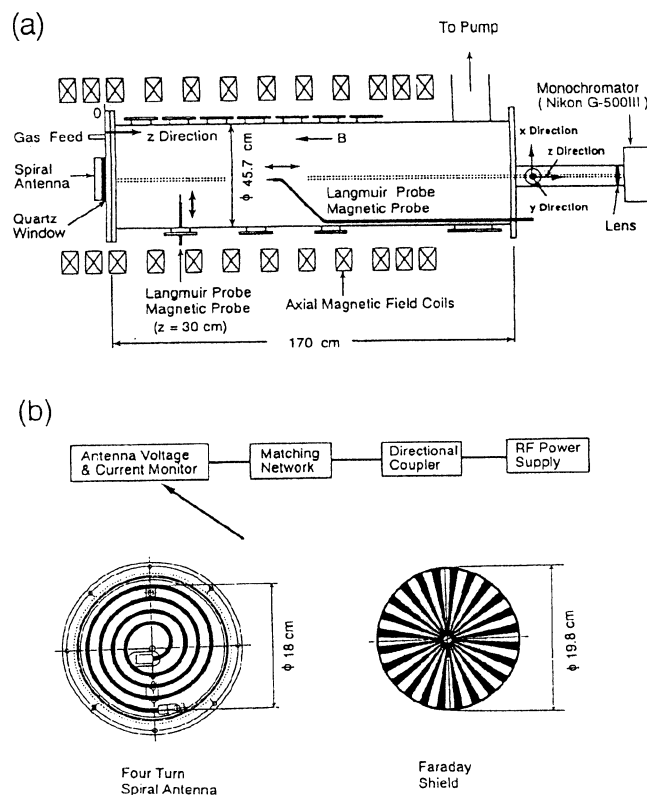 (a)
To Pump
Monochromator
( Nikon G-500III )
0
Gas Feed
z Direction
B
x Direction
z Direction
Spiral
Antenna
ϕ 45.7 cm
Langmuir Probe
Magnetic Probe
y Direction
Quartz
Window
Lens
Langmuir Probe
Magnetic Probe
(z = 30 cm)
Axial Magnetic Field Coils
170 cm
(b)
Antenna Voltage
& Current Monitor
Matching
Network
Directional
Coupler
RF Power
Supply
ϕ 18 cm
ϕ 19.8 cm
Four Turn
Spiral Antenna
Faraday
Shield